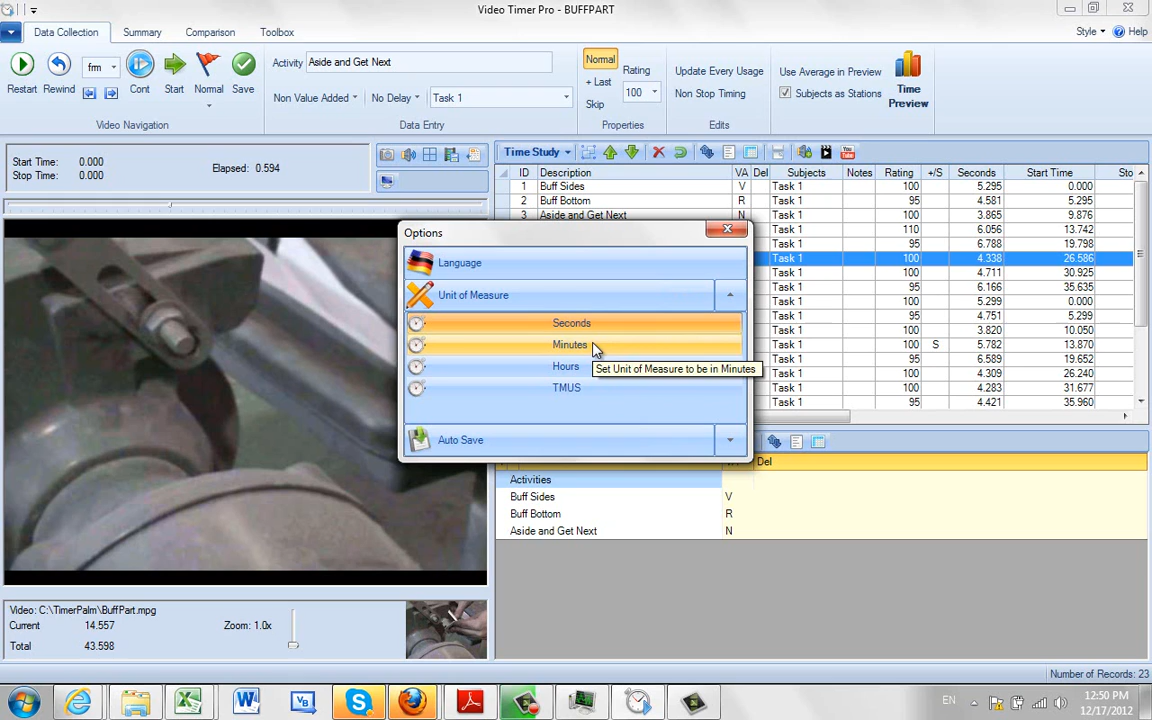 Video Timer Pro - BUFFPART
Data Collection Summary Comparison Toolbox Style Help
Restart Rewind fm Cont Start Normal Save
Video Navigation
Activity Aside and Get Next
Non Value Added No Delay Task 1
Data Entry
Normal
+ Last
Skip
Rating
100
Properties
Update Every Usage
Non Stop Timing
Edits
Use Average in Preview
Subjects as Stations
Time
Preview
Start Time: 0.000
Stop Time: 0.000
Elapsed: 0.594
Time Study
You
Tube
ID Description VA Del Subjects Notes Rating +/S Seconds Start Time Sto
1 Buff Sides V Task 1 100 5.295 0.000
2 Buff Bottom R Task 1 95 4.581 5.295
3 Aside and Get Next N Task 1 100 3.865 9.876
Task 1 110 6.056 13.742
Task 1 95 6.788 19.798
Task 1 100 4.338 26.586
Task 1 100 4.711 30.925
Task 1 100 6.166 35.635
Task 1 100 5.299 0.000
Task 1 95 4.751 5.299
Task 1 100 3.820 10.050
Task 1 100 S 5.782 13.870
Task 1 95 6.589 19.652
Task 1 110 4.309 26.240
Task 1 100 4.283 31.677
Task 1 95 4.421 35.960
Options
Language
Unit of Measure
Seconds
Minutes
Hours
TMUS
Set Unit of Measure to be in Minutes
Auto Save
Del
Activities
Buff Sides V
Buff Bottom R
Aside and Get Next N
Video: C:\TimerPalm\BuffPart.mpg
Current 14.557
Total 43.598
Zoom: 1.0x
Number of Records: 23
EN
12:50 PM
12/17/2012